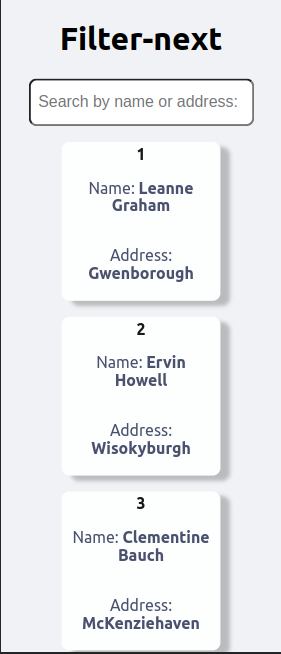 Filter-next
Search by name or address:
1
Name: Leanne
Graham
Address:
Gwenborough
2
Name: Ervin
Howell
Address:
Wisokyburgh
3
Name: Clementine
Bauch
Address:
McKenziehaven